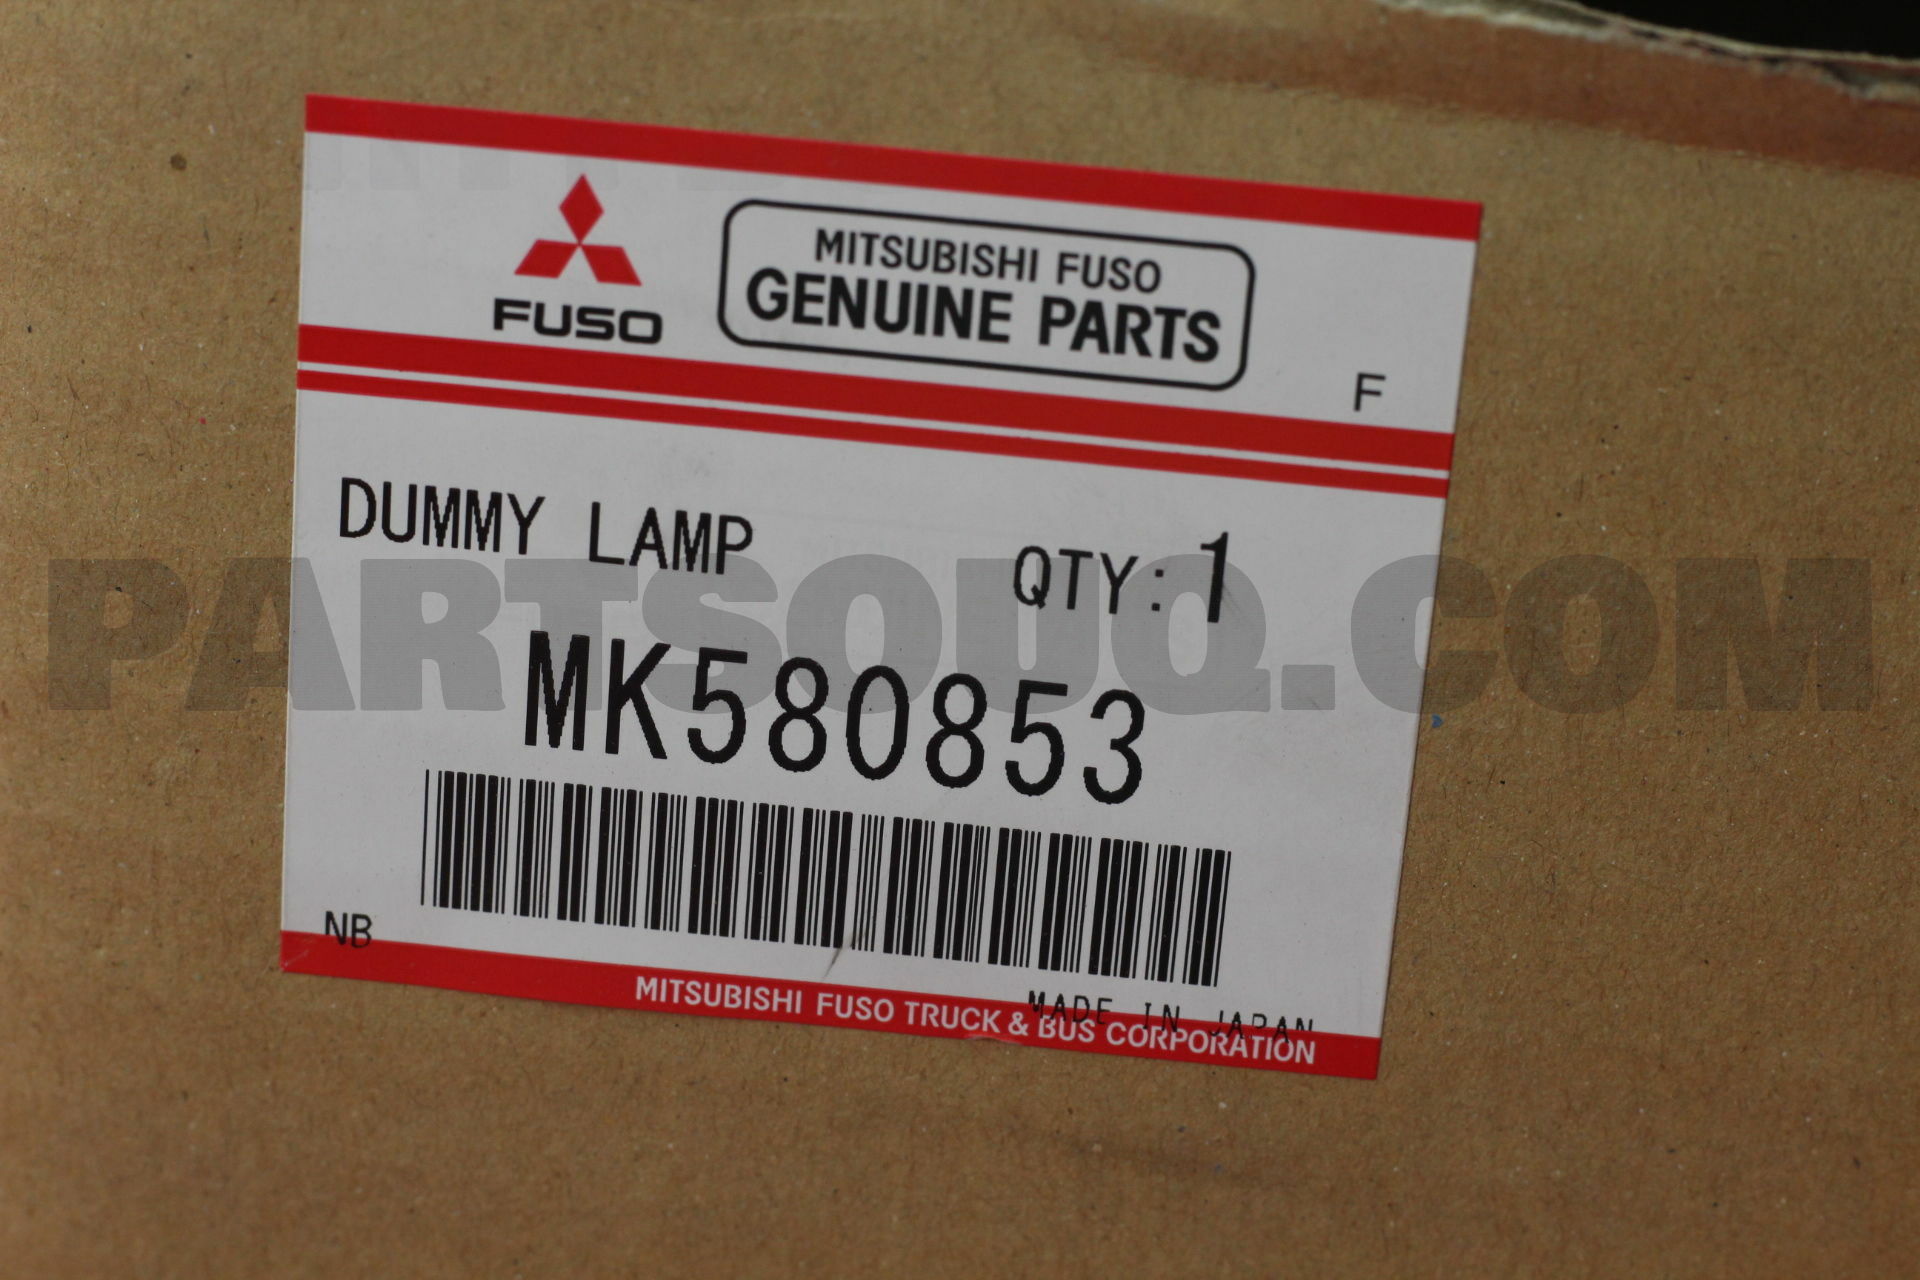 FUSO
MITSUBISHI FUSO
GENUINE PARTS
F
DUMMY LAMP
QTY: 1
PARTSOUQ.COM
MK580853
NB
MADE IN JAPAN
MITSUBISHI FUSO TRUCK & BUS CORPORATION